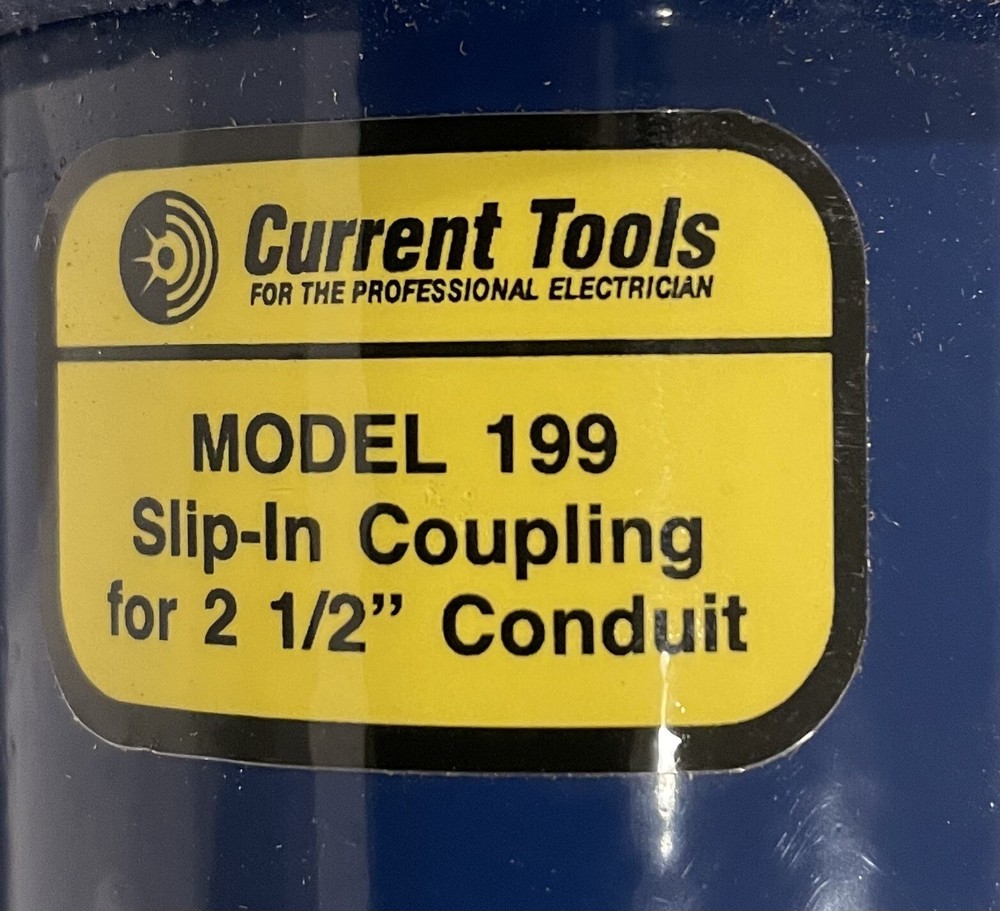 Current Tools
FOR THE PROFESSIONAL ELECTRICIAN
MODEL 199
Slip-In Coupling
for 2 1/2” Conduit